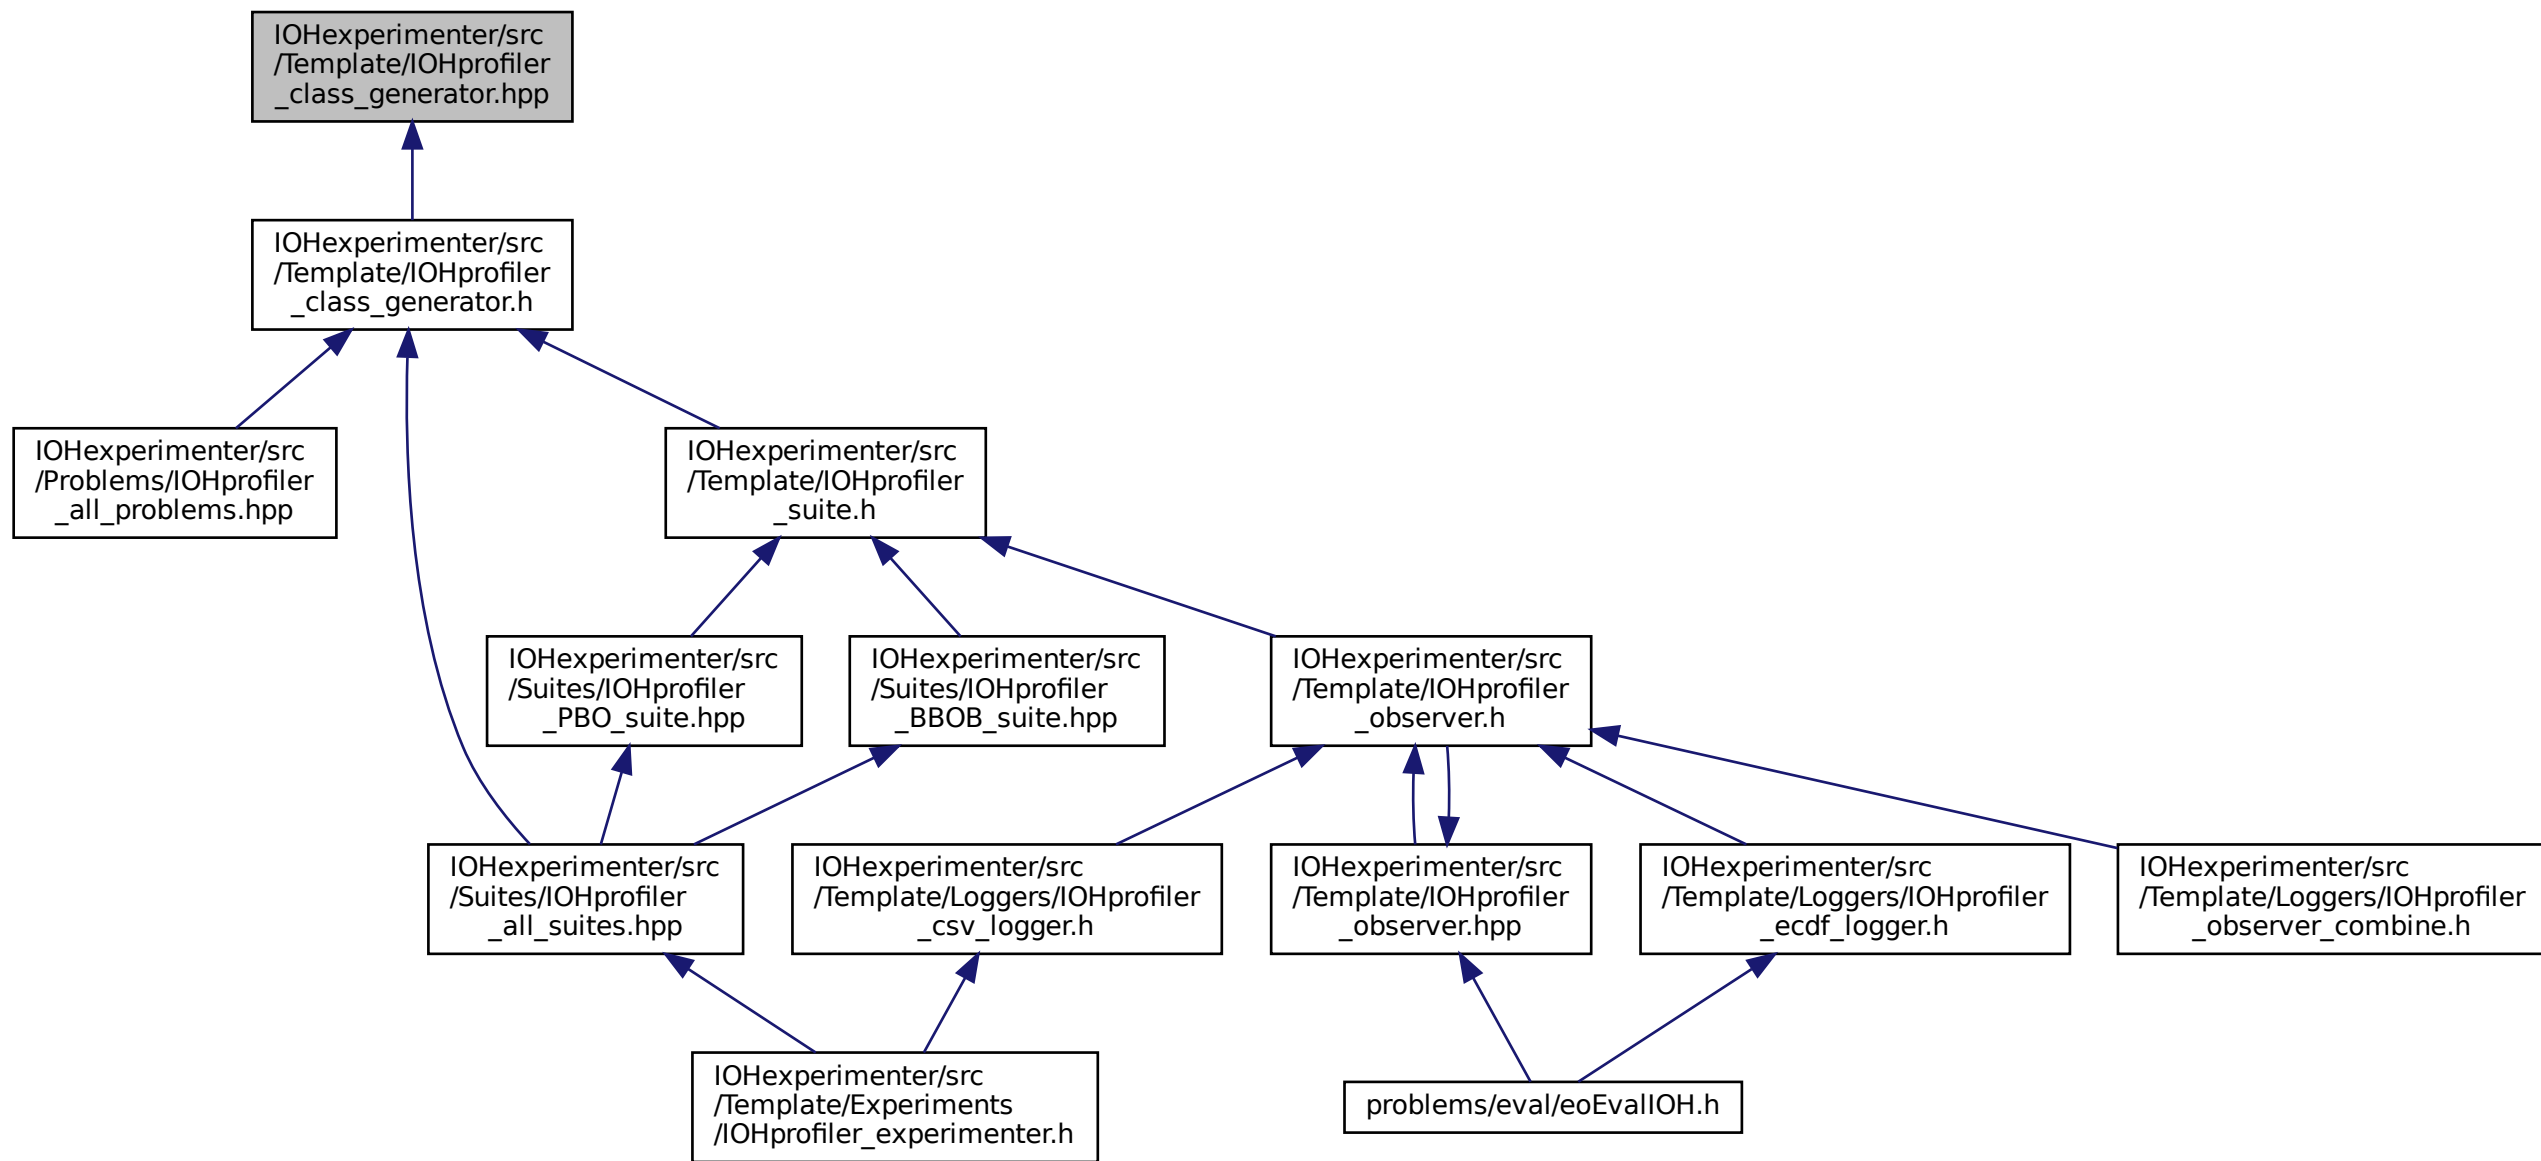 IOHexperimenter/src
/Template/IOHprofiler
_class_generator.hpp
IOHexperimenter/src
/Template/IOHprofiler
_class_generator.h
IOHexperimenter/src
/Problems/IOHprofiler
_all_problems.hpp
IOHexperimenter/src
/Template/IOHprofiler
_suite.h
IOHexperimenter/src
/Suites/IOHprofiler
_PBO_suite.hpp
IOHexperimenter/src
/Suites/IOHprofiler
_BBOB_suite.hpp
IOHexperimenter/src
/Template/IOHprofiler
_observer.h
IOHexperimenter/src
/Suites/IOHprofiler
_all_suites.hpp
IOHexperimenter/src
/Template/Loggers/IOHprofiler
_csv_logger.h
IOHexperimenter/src
/Template/IOHprofiler
_observer.hpp
IOHexperimenter/src
/Template/Loggers/IOHprofiler
_ecdf_logger.h
IOHexperimenter/src
/Template/Loggers/IOHprofiler
_observer_combine.h
IOHexperimenter/src
/Template/Experiments
/IOHprofiler_experimenter.h
problems/eval/eoEvalIOH.h